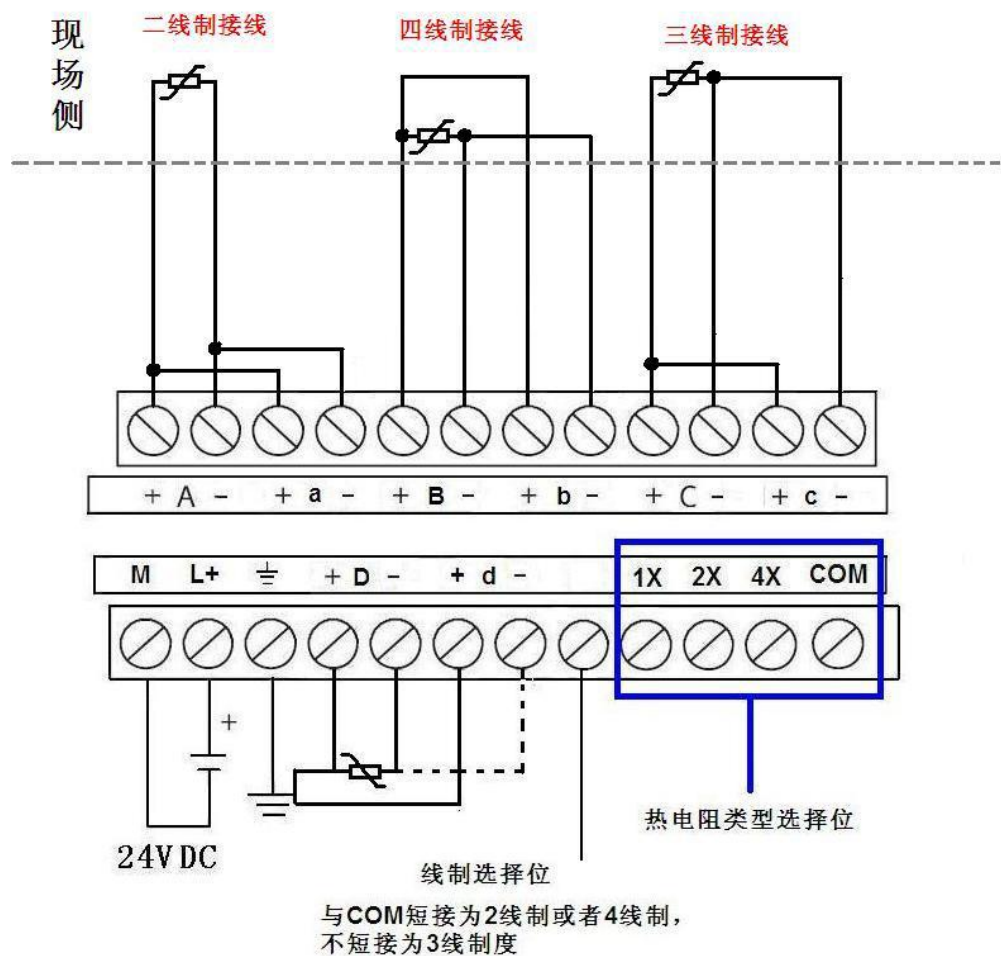 现场侧
二线制接线 四线制接线 三线制接线
+ A - + a - + B - + b - + C - + c -
M L+ + D - + d - 1X 2X 4X COM
+
24V DC
热电阻类型选择位
线制选择位
与COM短接为2线制或者4线制，
不短接为3线制度